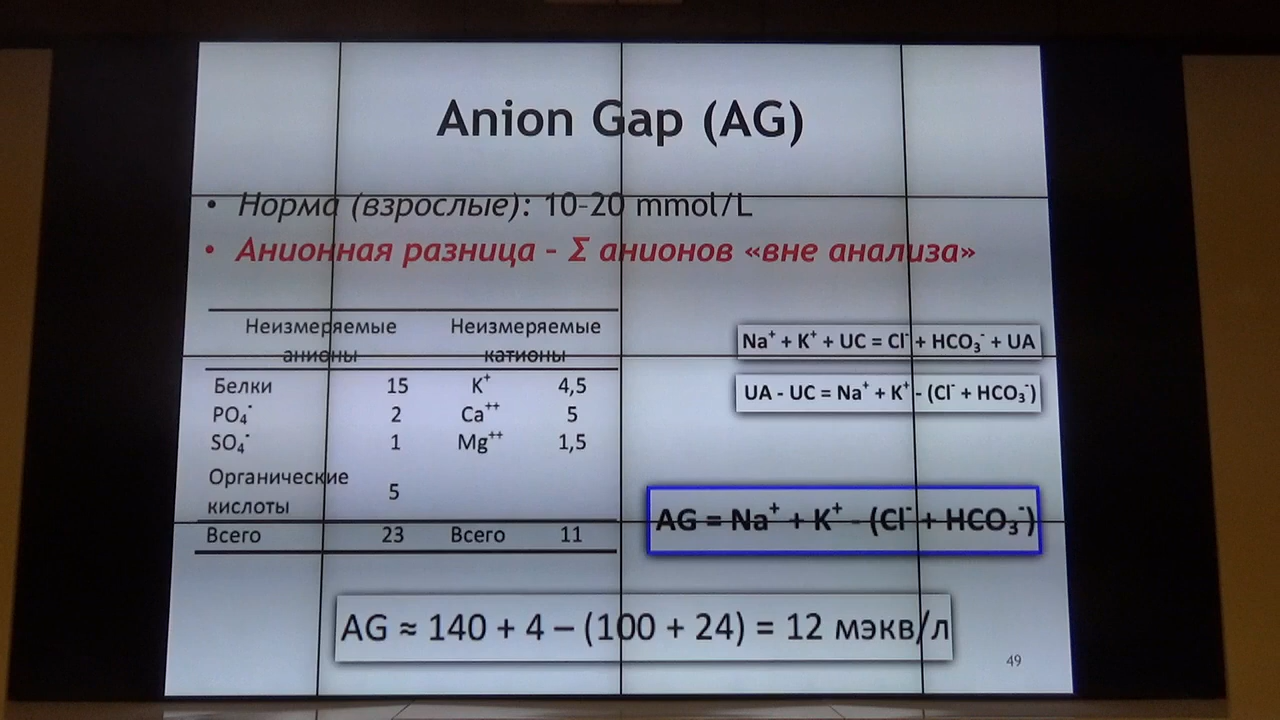 Anion Gap (AG)
• Норма (взрослые): 10-20 mmol/L
• Анионная разница - Σ анионов «вне анализа»
Неизмеряемые анионы Неизмеряемые катионы
Белки 15 K⁺ 4,5
PO₄⁻ 2 Ca⁺⁺ 5
SO₄⁻ 1 Mg⁺⁺ 1,5
Органические кислоты 5
Всего 23 Всего 11
Na⁺ + K⁺ + UC = Cl⁻ + HCO₃⁻ + UA
UA - UC = Na⁺ + K⁺ - (Cl⁻ + HCO₃⁻)
AG = Na⁺ + K⁺ - (Cl⁻ + HCO₃⁻)
AG ≈ 140 + 4 – (100 + 24) = 12 мэкв/л
49